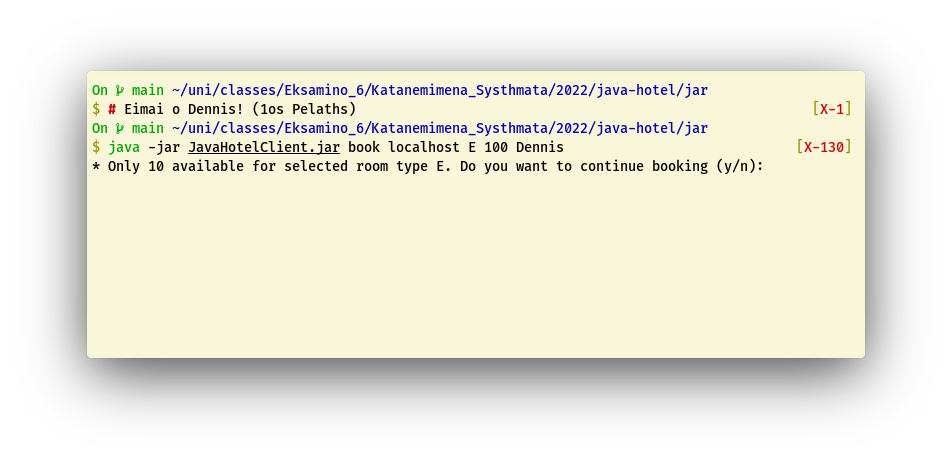 On  main ~/uni/classes/Eksamino_6/Katanemimena_Systhmata/2022/java-hotel/jar
$ # Eimai o Dennis! (1os Pelaths) [X-1]
On  main ~/uni/classes/Eksamino_6/Katanemimena_Systhmata/2022/java-hotel/jar
$ java -jar JavaHotelClient.jar book localhost E 100 Dennis [X-130]
* Only 10 available for selected room type E. Do you want to continue booking (y/n):